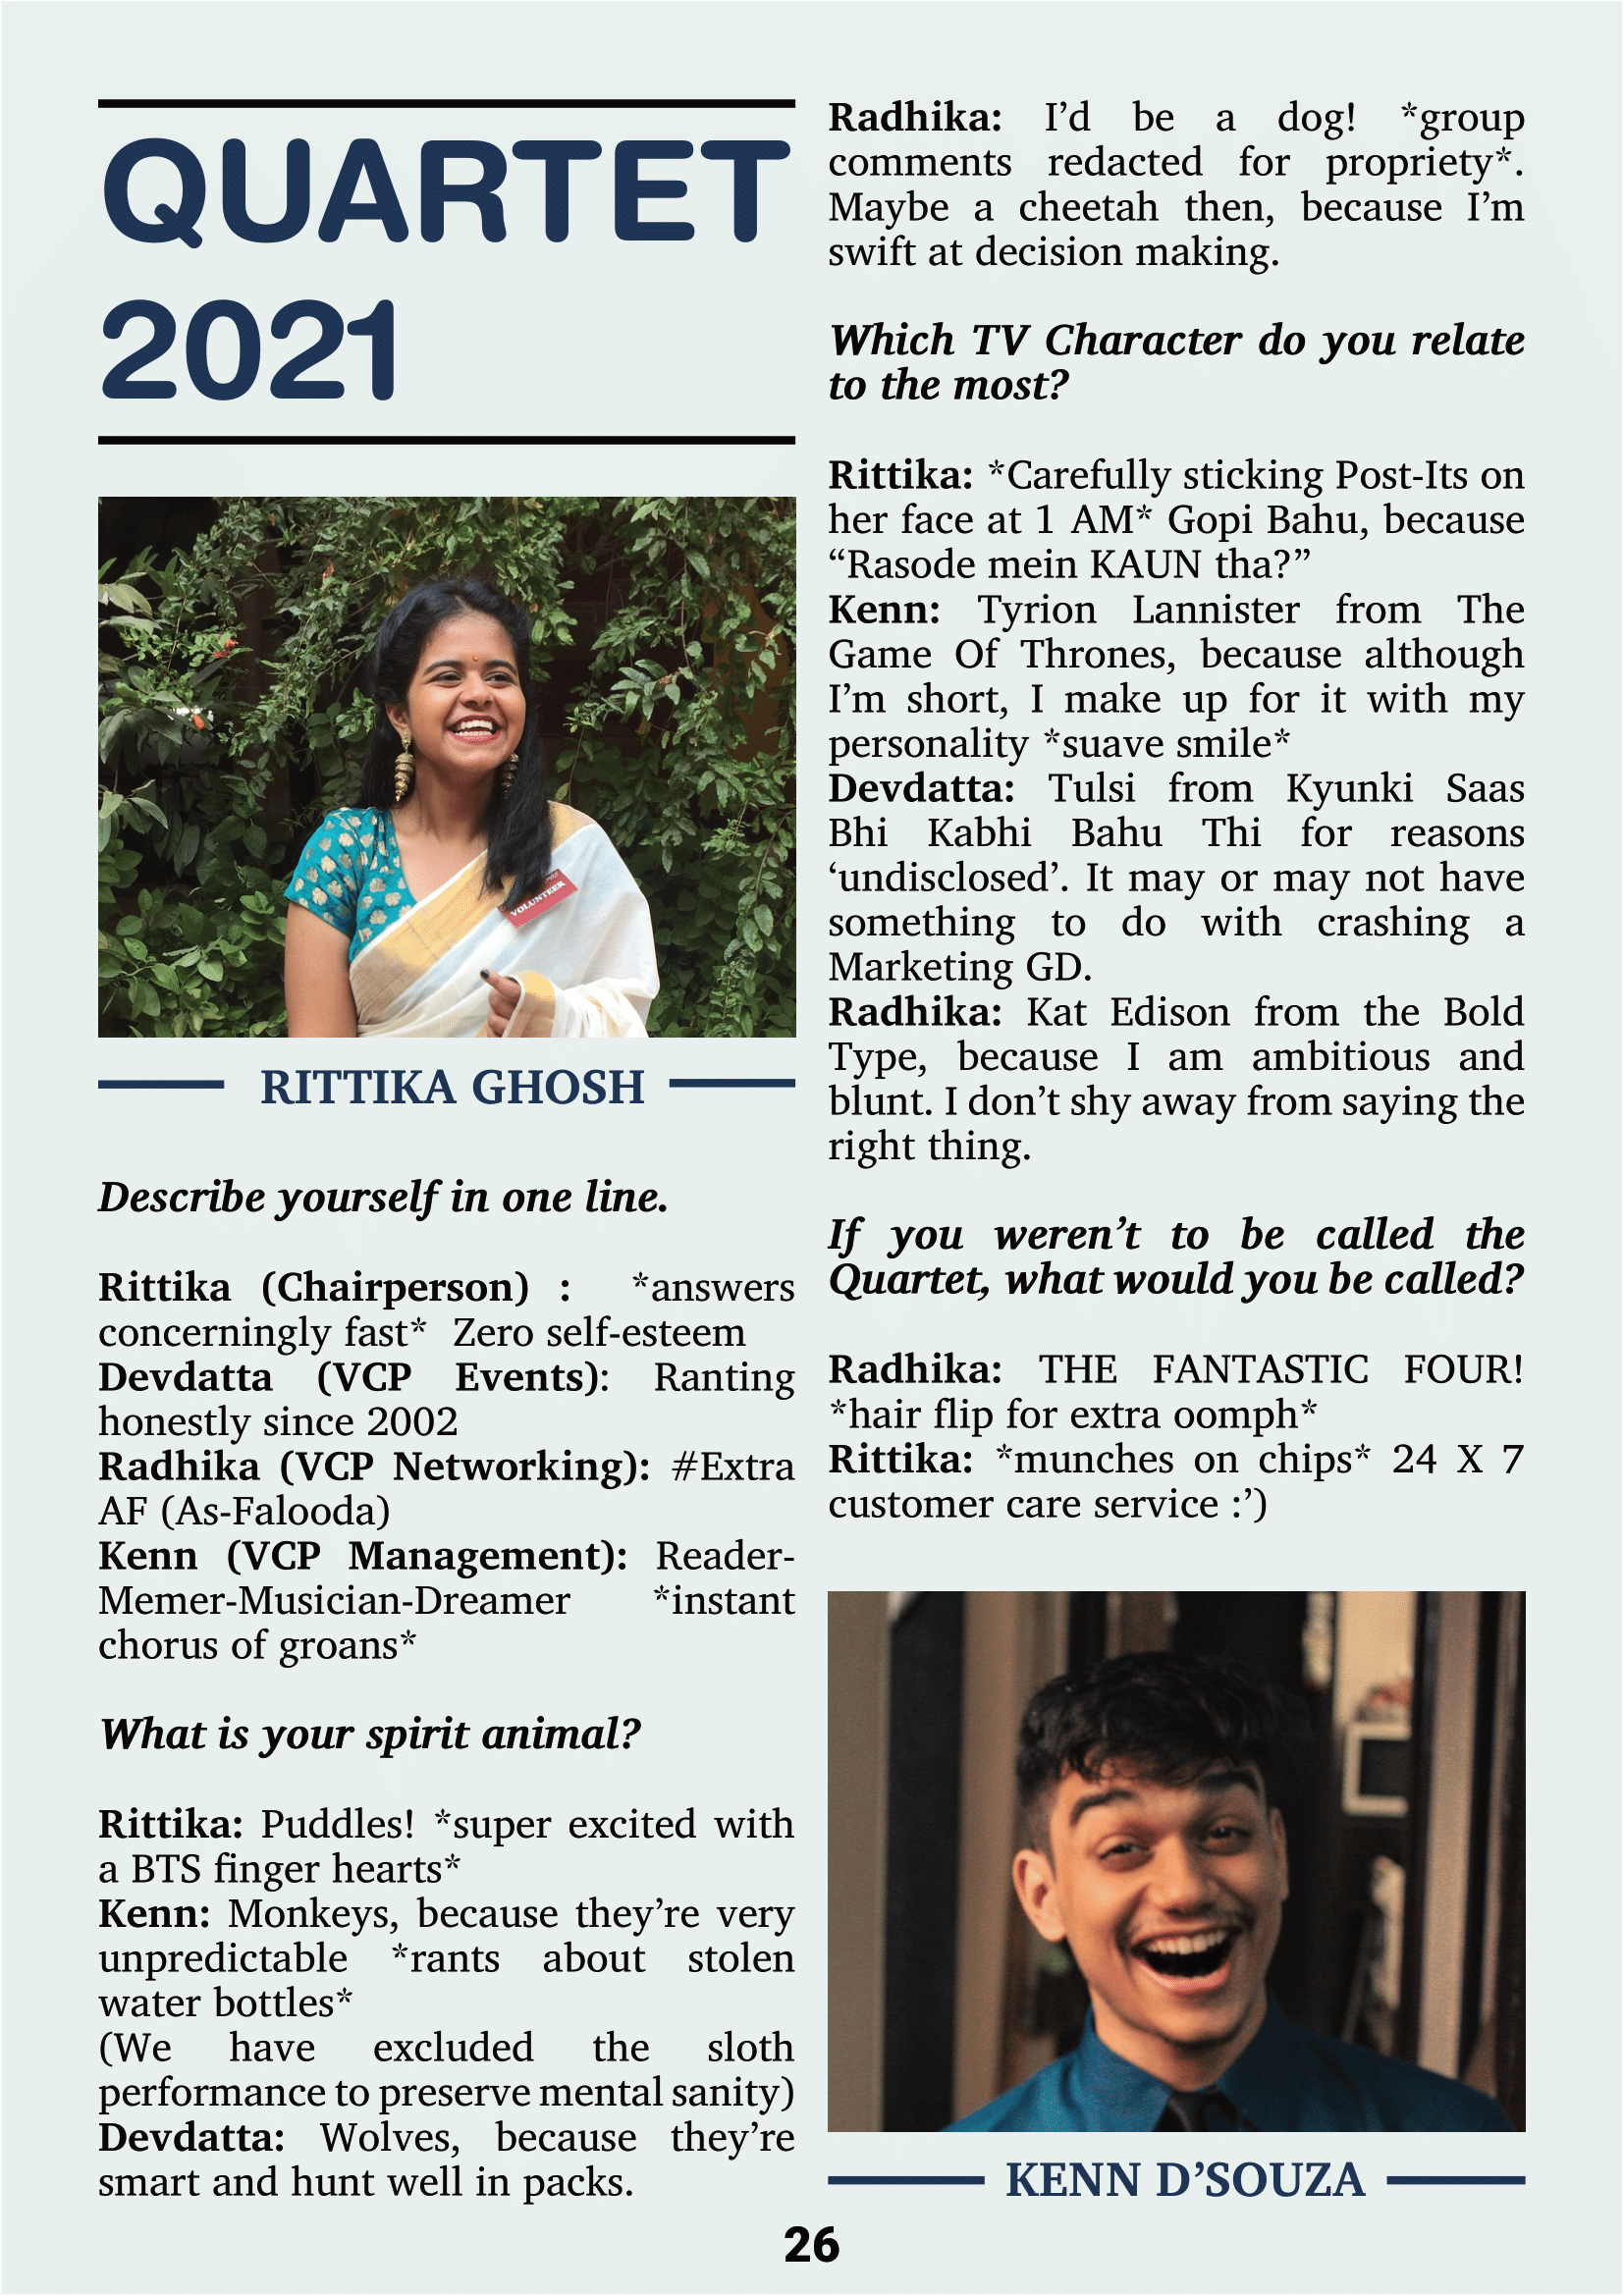 QUARTET
2021
VOLUNTEER
RITTIKA GHOSH
Describe yourself in one line.
Rittika (Chairperson) : *answers
concerningly fast* Zero self-esteem
Devdatta (VCP Events): Ranting
honestly since 2002
Radhika (VCP Networking): #Extra
AF (As-Falooda)
Kenn (VCP Management): Reader-
Memer-Musician-Dreamer *instant
chorus of groans*
What is your spirit animal?
Rittika: Puddles! *super excited with
a BTS finger hearts*
Kenn: Monkeys, because they’re very
unpredictable *rants about stolen
water bottles*
(We have excluded the sloth
performance to preserve mental sanity)
Devdatta: Wolves, because they’re
smart and hunt well in packs.
Radhika: I’d be a dog! *group
comments redacted for propriety*.
Maybe a cheetah then, because I’m
swift at decision making.
Which TV Character do you relate
to the most?
Rittika: *Carefully sticking Post-Its on
her face at 1 AM* Gopi Bahu, because
“Rasode mein KAUN tha?”
Kenn: Tyrion Lannister from The
Game Of Thrones, because although
I’m short, I make up for it with my
personality *suave smile*
Devdatta: Tulsi from Kyunki Saas
Bhi Kabhi Bahu Thi for reasons
‘undisclosed’. It may or may not have
something to do with crashing a
Marketing GD.
Radhika: Kat Edison from the Bold
Type, because I am ambitious and
blunt. I don’t shy away from saying the
right thing.
If you weren’t to be called the
Quartet, what would you be called?
Radhika: THE FANTASTIC FOUR!
*hair flip for extra oomph*
Rittika: *munches on chips* 24 X 7
customer care service :’)
KENN D’SOUZA
26